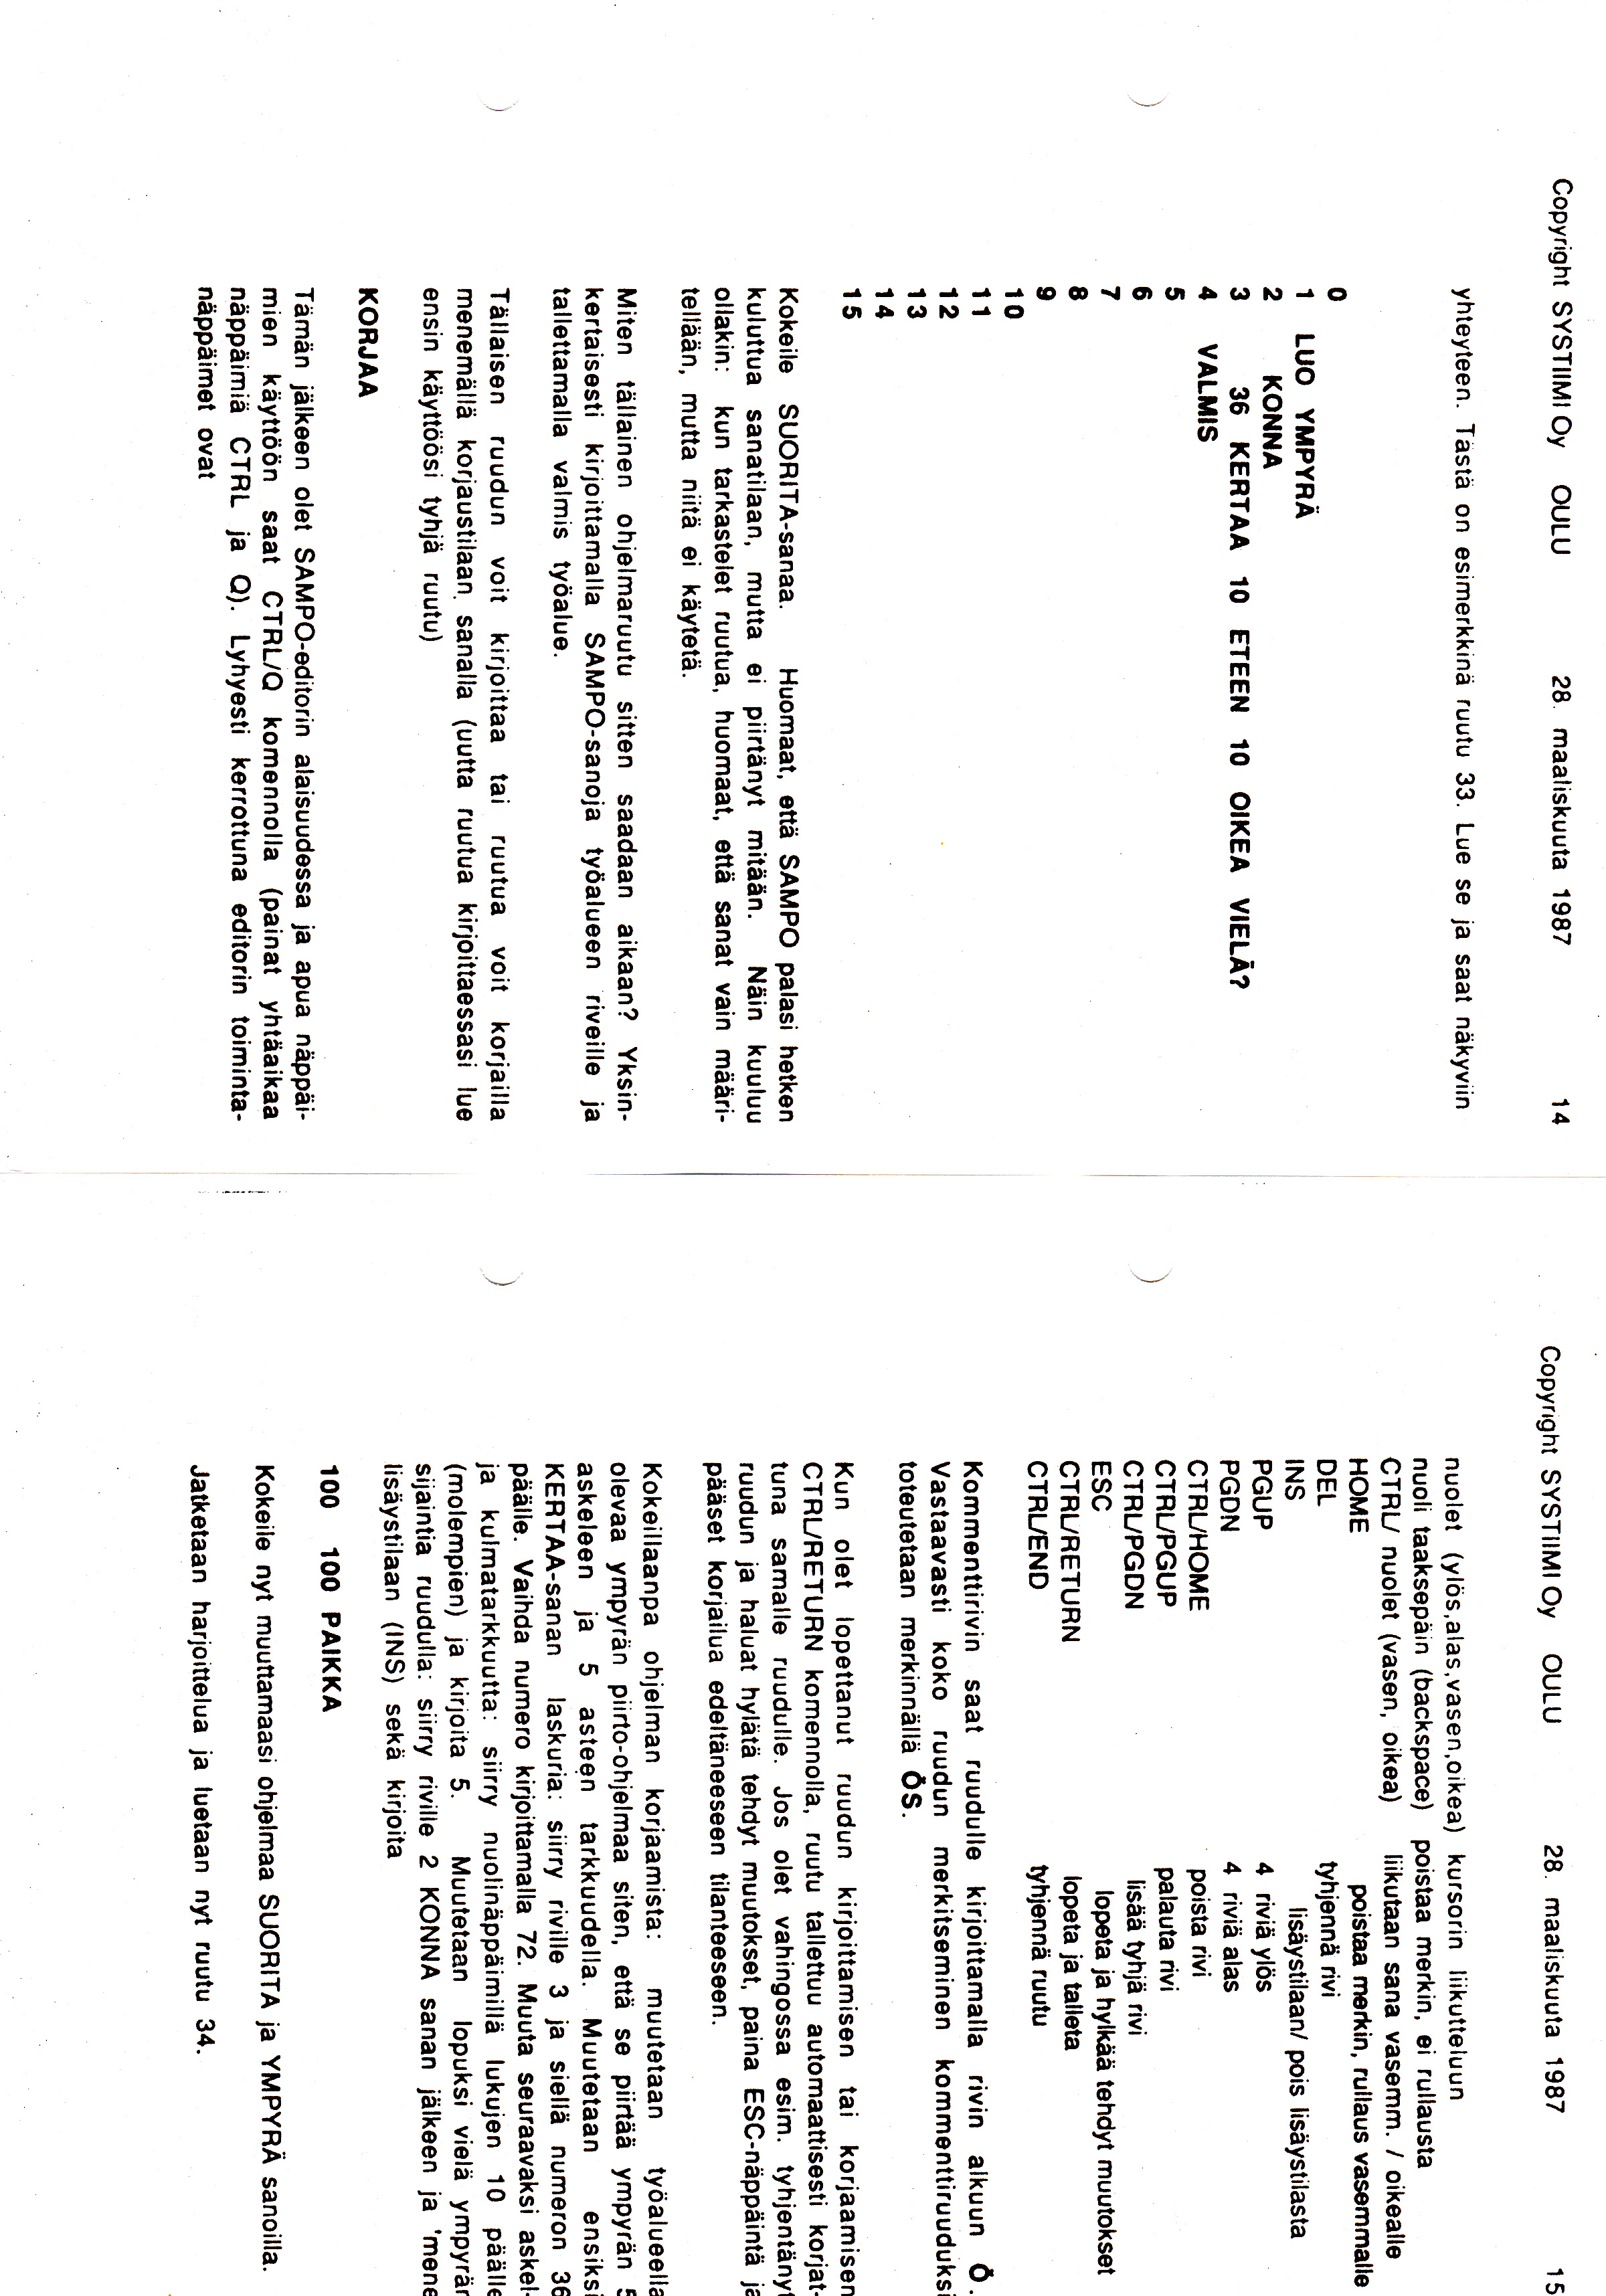 Copyright SYSTIIMI Oy OULU 28. maaliskuuta 1987 14
yhteyteen. Tästä on esimerkkinä ruutu 33. Lue se ja saat näkyviin
0
1 LUO YMPYRÄ
2 KONNA
3 36 KERTAA 10 ETEEN 10 OIKEA VIELÄ?
4 VALMIS
5
6
7
8
9
10
11
12
13
14
15
Kokeile SUORITA-sanaa. Huomaat, että SAMPO palasi hetken
kuluttua sanatilaan, mutta ei piirtänyt mitään. Näin kuuluu
ollakin: kun tarkastelet ruutua, huomaat, että sanat vain määri-
tellään, mutta niitä ei käytetä.
Miten tällainen ohjelmaruutu sitten saadaan aikaan? Yksin-
kertaisesti kirjoittamalla SAMPO-sanoja työalueen riveille ja
tallettamalla valmis työalue.
Tällaisen ruudun voit kirjoittaa tai ruutua voit korjailla
menemällä korjaustilaan sanalla (uutta ruutua kirjoittaessasi lue
ensin käyttöösi tyhjä ruutu)
KORJAA
Tämän jälkeen olet SAMPO-editorin alaisuudessa ja apua näppäi-
mien käyttöön saat CTRL/Q komennolla (painat yhtäaikaa
näppäimiä CTRL ja Q). Lyhyesti kerrottuna editorin toiminta-
näppäimet ovat
Copyright SYSTIIMI Oy OULU 28. maaliskuuta 1987 15
nuolet (ylös,alas,vasen,oikea) kursorin liikutteluun
nuoli taaksepäin (backspace) poistaa merkin, ei rullausta
CTRL/ nuolet (vasen, oikea) liikutaan sana vasemm. / oikealle
HOME poistaa merkin, rullaus vasemmalle
DEL tyhjennä rivi
INS lisäystilaan/ pois lisäystilasta
PGUP 4 riviä ylös
PGDN 4 riviä alas
CTRL/HOME poista rivi
CTRL/PGUP palauta rivi
CTRL/PGDN lisää tyhjä rivi
ESC lopeta ja hylkää tehdyt muutokset
CTRL/RETURN lopeta ja talleta
CTRL/END tyhjennä ruutu
Kommenttirivin saat ruudulle kirjoittamalla rivin alkuun Ö.
Vastaavasti koko ruudun merkitseminen kommenttiruuduksi
toteutetaan merkinnällä ÖS.
Kun olet lopettanut ruudun kirjoittamisen tai korjaamisen
CTRL/RETURN komennolla, ruutu talletuu automaattisesti korjat-
tuna samalle ruudulle. Jos olet vahingossa esim. tyhjentänyt
ruudun ja haluat hylätä tehdyt muutokset, paina ESC-näppäintä ja
pääset korjailua edeltäneeseen tilanteeseen.
Kokeillaanpa ohjelman korjaamista: muutetaan työalueella
olevaa ympyrän piirto-ohjelmaa siten, että se piirtää ympyrän 5
askeleen ja 5 asteen tarkkuudella. Muutetaan ensiksi
KERTAA-sanan laskuria: siirry riville 3 ja siellä numeron 36
päälle. Vaihda numero kirjoittamalla 72. Muuta seuraavaksi askel-
ja kulmatarkkuutta: siirry nuolinäppäimillä lukujen 10 päälle
(molempien) ja kirjoita 5. Muutetaan lopuksi vielä ympyrän
sijaintia ruudulla: siirry riville 2 KONNA sanan jälkeen ja 'mene
lisäystilaan (INS) sekä kirjoita
100 100 PAIKKA
Kokeile nyt muuttamaasi ohjelmaa SUORITA ja YMPYRÄ sanoilla.
Jatketaan harjoittelua ja luetaan nyt ruutu 34.